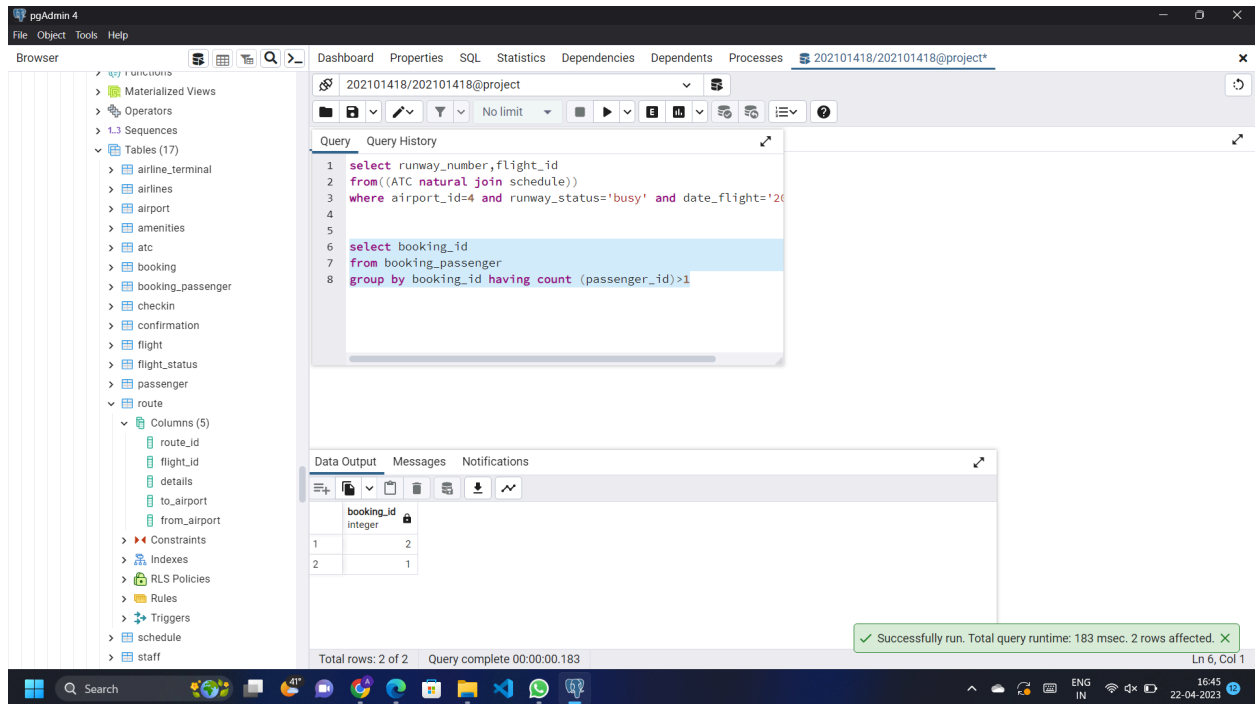 pgAdmin 4
File Object Tools Help
Browser
Dashboard Properties SQL Statistics Dependencies Dependents Processes 202101418/202101418@project*
Functions
Materialized Views
Operators
1..3 Sequences
Tables (17)
airline_terminal
airlines
airport
amenities
atc
booking
booking_passenger
checkin
confirmation
flight
flight_status
passenger
route
Columns (5)
route_id
flight_id
details
to_airport
from_airport
Constraints
Indexes
RLS Policies
Rules
Triggers
schedule
staff
202101418/202101418@project
No limit
E
Query Query History
1 select runway_number,flight_id
2 from((ATC natural join schedule))
3 where airport_id=4 and runway_status='busy' and date_flight='20
4
5
6 select booking_id
7 from booking_passenger
8 group by booking_id having count (passenger_id)>1
Data Output Messages Notifications
booking_id
integer
1 2
2 1
Successfully run. Total query runtime: 183 msec. 2 rows affected.
Total rows: 2 of 2 Query complete 00:00:00.183
Ln 6, Col 1
Search
41°
ENG
IN
16:45
22-04-2023
12